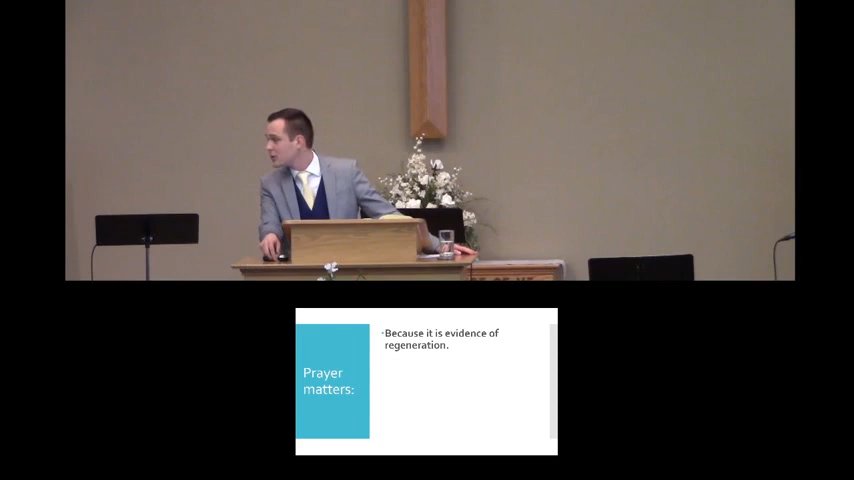 Prayer
matters:
•Because it is evidence of
regeneration.